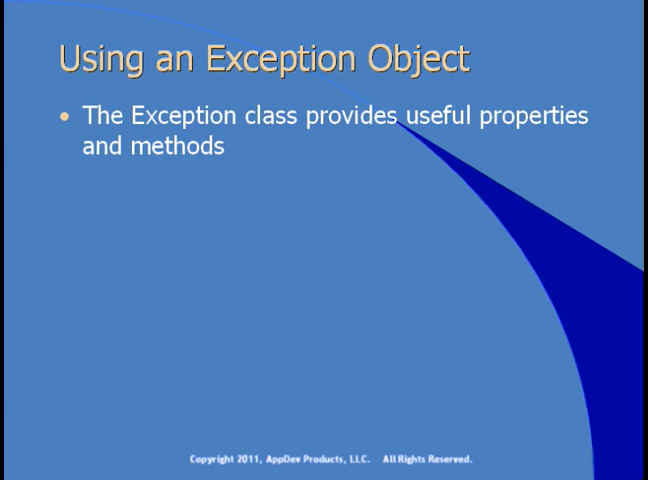 Using an Exception Object
• The Exception class provides useful properties
and methods
Copyright 2011, AppDev Products, LLC. All Rights Reserved.